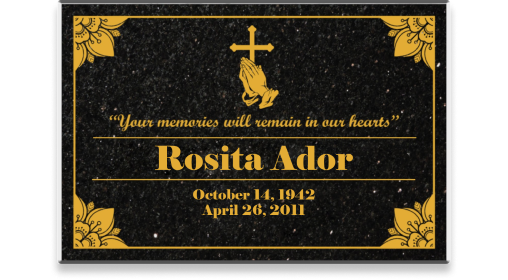 “Your memories will remain in our hearts”
Rosita Ador
October 14, 1942
April 26, 2011